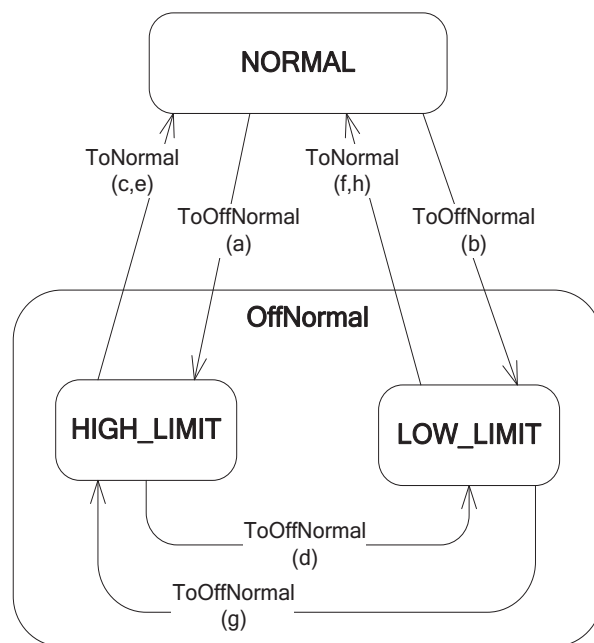 NORMAL
ToNormal
(c,e)
ToNormal
(f,h)
ToOffNormal
(a)
ToOffNormal
(b)
OffNormal
HIGH_LIMIT
LOW_LIMIT
ToOffNormal
(d)
ToOffNormal
(g)